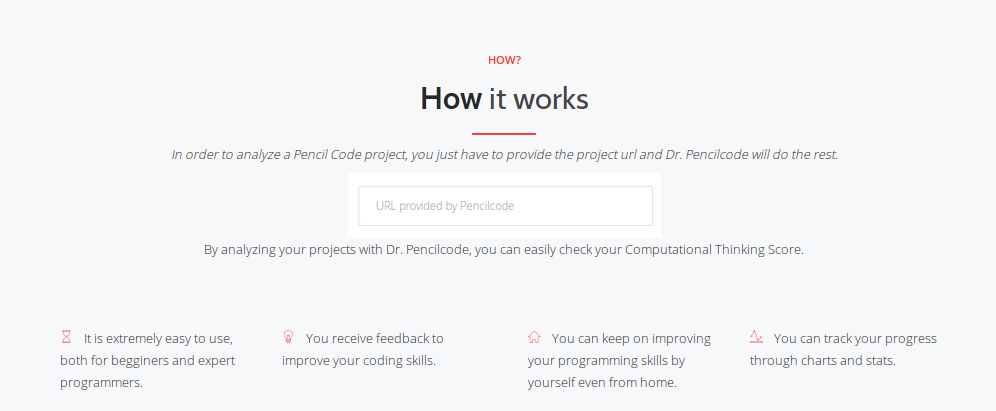 HOW?
How it works
In order to analyze a Pencil Code project, you just have to provide the project url and Dr. Pencilcode will do the rest.
URL provided by Pencilcode
By analyzing your projects with Dr. Pencilcode, you can easily check your Computational Thinking Score.
It is extremely easy to use,
both for begginers and expert
programmers.
You receive feedback to
improve your coding skills.
You can keep on improving
your programming skills by
yourself even from home.
You can track your progress
through charts and stats.